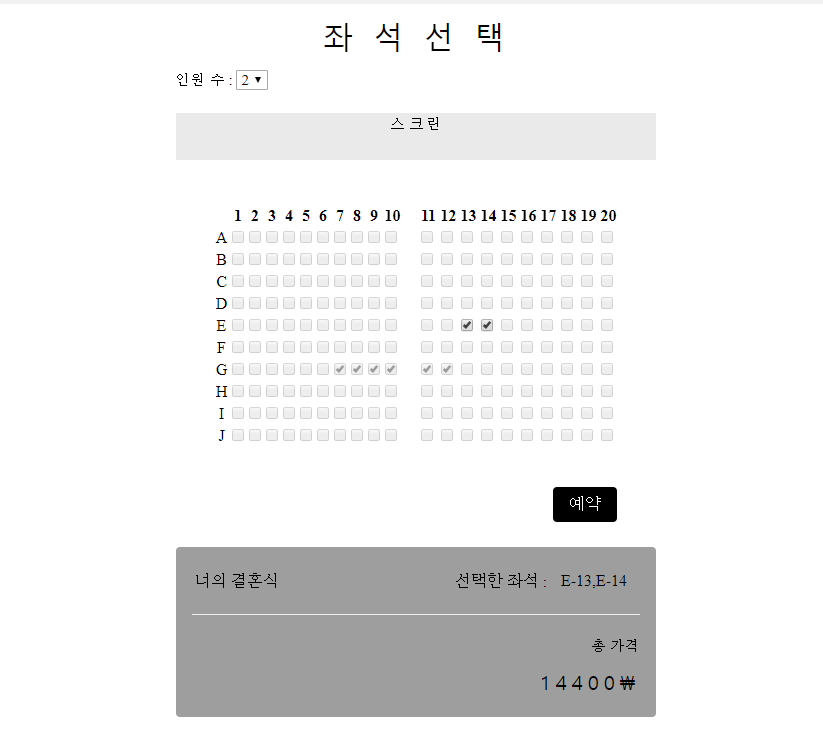 좌 석 선 택
인원 수 : 2
스 크 린
1 2 3 4 5 6 7 8 9 10 11 12 13 14 15 16 17 18 19 20
A
B
C
D
E
F
G
H
I
J
예약
너의 결혼식 선택한 좌석 : E-13,E-14
총 가격
14400₩